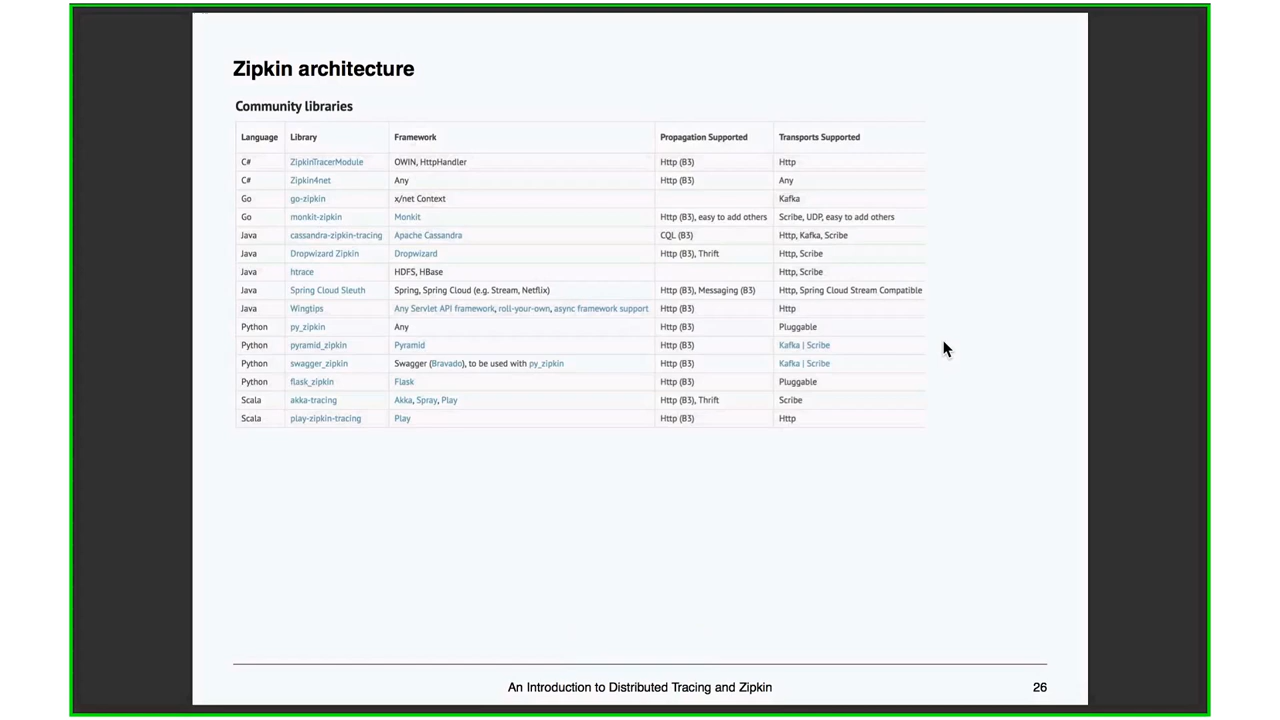 Zipkin architecture
Community libraries
Language Library Framework Propagation Supported Transports Supported
C# ZipkinTracerModule OWIN, HttpHandler Http (B3) Http
C# Zipkin4net Any Http (B3) Any
Go go-zipkin x/net Context Kafka
Go monkit-zipkin Monkit Http (B3), easy to add others Scribe, UDP, easy to add others
Java cassandra-zipkin-tracing Apache Cassandra CQL (B3) Http, Kafka, Scribe
Java Dropwizard Zipkin Dropwizard Http (B3), Thrift Http, Scribe
Java htrace HDFS, HBase Http, Scribe
Java Spring Cloud Sleuth Spring, Spring Cloud (e.g. Stream, Netflix) Http (B3), Messaging (B3) Http, Spring Cloud Stream Compatible
Java Wingtips Any Servlet API framework, roll-your-own, async framework support Http (B3) Http
Python py_zipkin Any Http (B3) Pluggable
Python pyramid_zipkin Pyramid Http (B3) Kafka | Scribe
Python swagger_zipkin Swagger (Bravado), to be used with py_zipkin Http (B3) Kafka | Scribe
Python flask_zipkin Flask Http (B3) Pluggable
Scala akka-tracing Akka, Spray, Play Http (B3), Thrift Scribe
Scala play-zipkin-tracing Play Http (B3) Http
An Introduction to Distributed Tracing and Zipkin 26